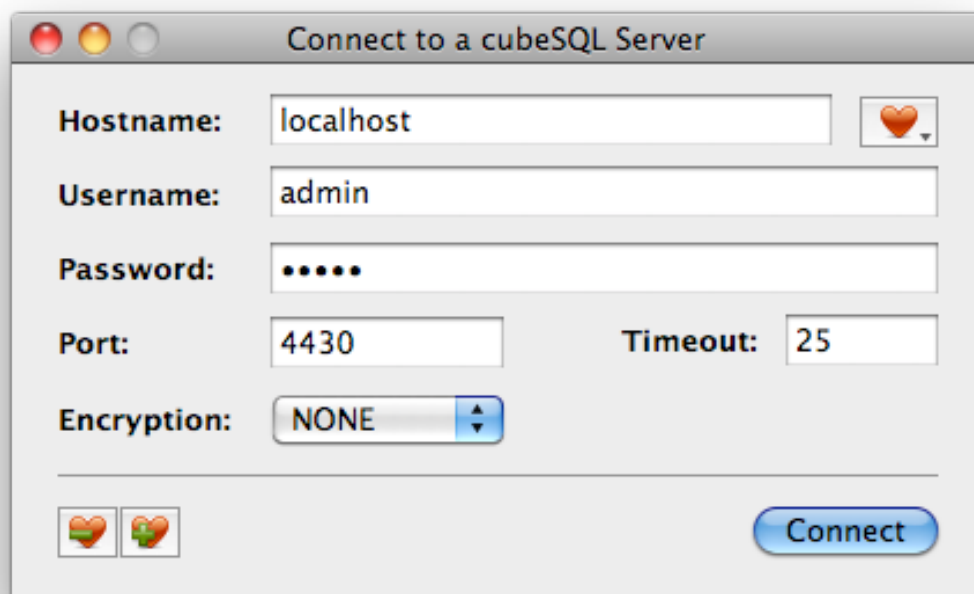 Connect to a cubeSQL Server
Hostname: localhost
Username: admin
Password: •••••
Port: 4430 Timeout: 25
Encryption: NONE
Connect